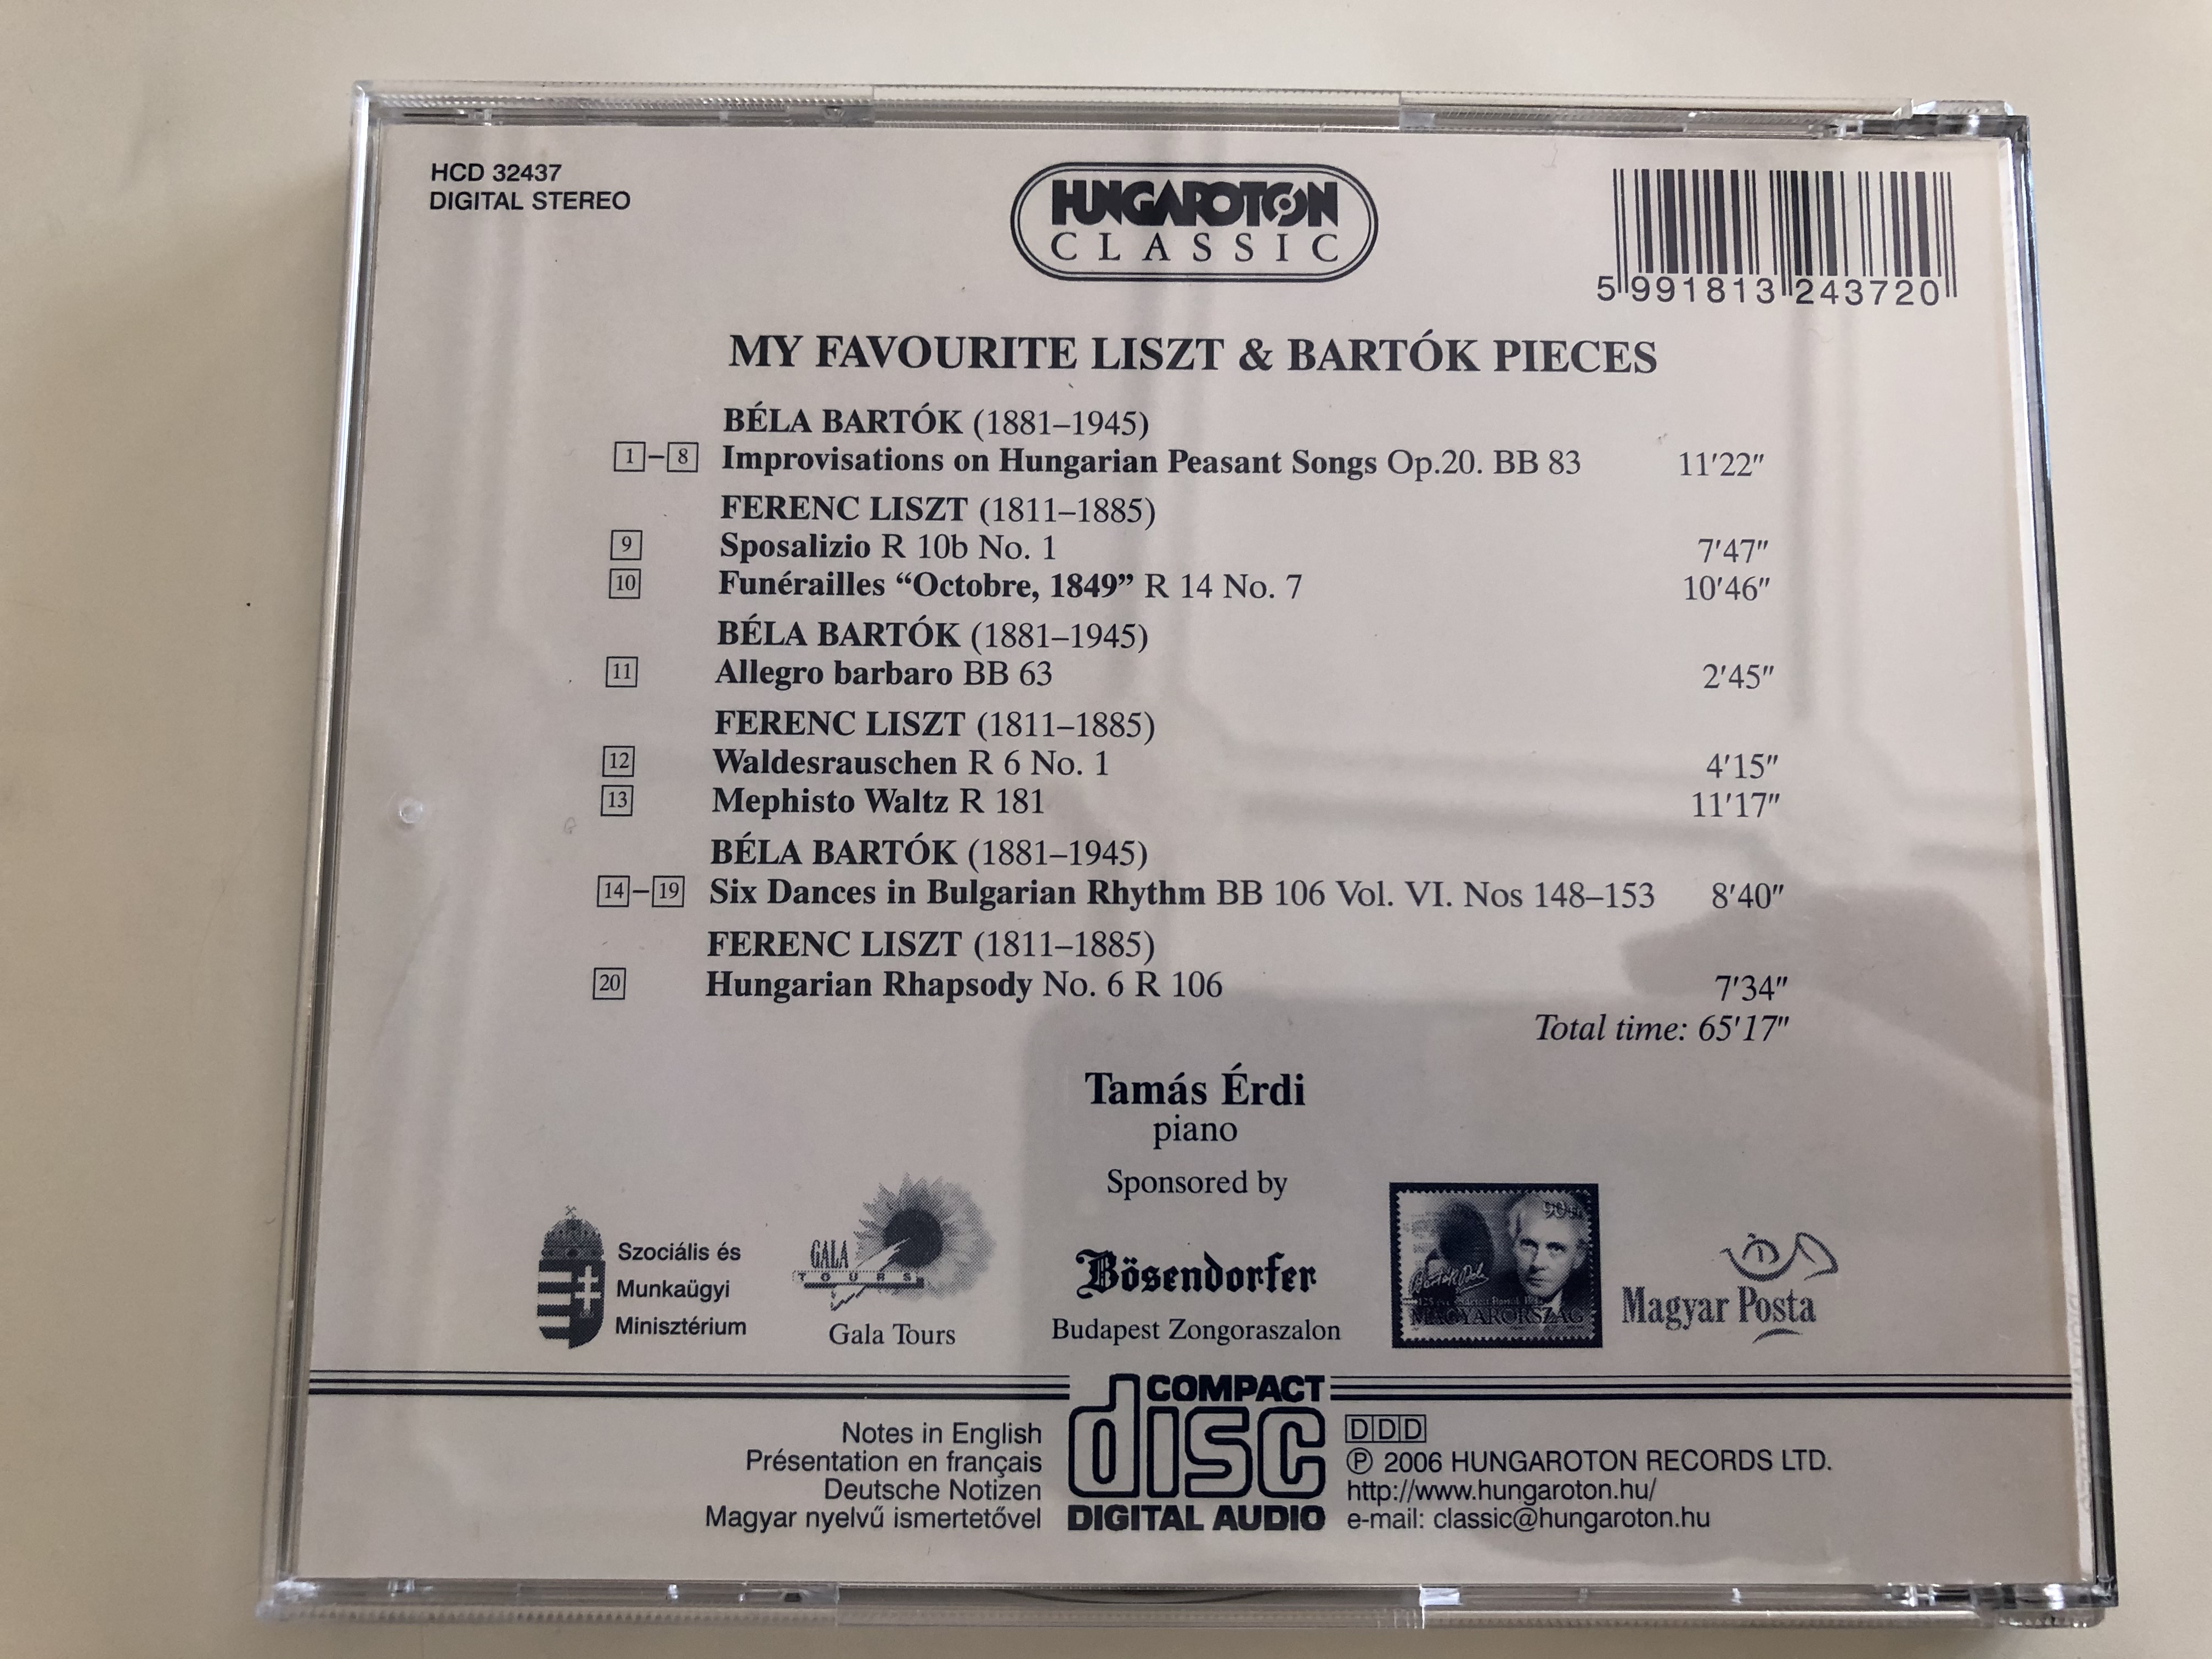 HCD 32437
DIGITAL STEREO
HUNGAROTON
CLASSIC
5 991813 243720
MY FAVOURITE LISZT & BARTÓK PIECES
BÉLA BARTÓK (1881–1945)
1–8 Improvisations on Hungarian Peasant Songs Op.20. BB 83 11′22″
FERENC LISZT (1811–1885)
9 Sposalizio R 10b No. 1 7′47″
10 Funérailles “Octobre, 1849” R 14 No. 7 10′46″
BÉLA BARTÓK (1881–1945)
11 Allegro barbaro BB 63 2′45″
FERENC LISZT (1811–1885)
12 Waldesrauschen R 6 No. 1 4′15″
13 Mephisto Waltz R 181 11′17″
BÉLA BARTÓK (1881–1945)
14–19 Six Dances in Bulgarian Rhythm BB 106 Vol. VI. Nos 148–153 8′40″
FERENC LISZT (1811–1885)
20 Hungarian Rhapsody No. 6 R 106 7′34″
Total time: 65′17″
Tamás Érdi
piano
Sponsored by
Szociális és
Munkaügyi
Minisztérium
GALA
TOURS
Gala Tours
Bösendorfer
Budapest Zongoraszalon
MAGYARORSZÁG
Magyar Posta
Notes in English
Présentation en français
Deutsche Notizen
Magyar nyelvű ismertetővel
COMPACT
disc
DIGITAL AUDIO
DDD
℗ 2006 HUNGAROTON RECORDS LTD.
http://www.hungaroton.hu/
e-mail: classic@hungaroton.hu